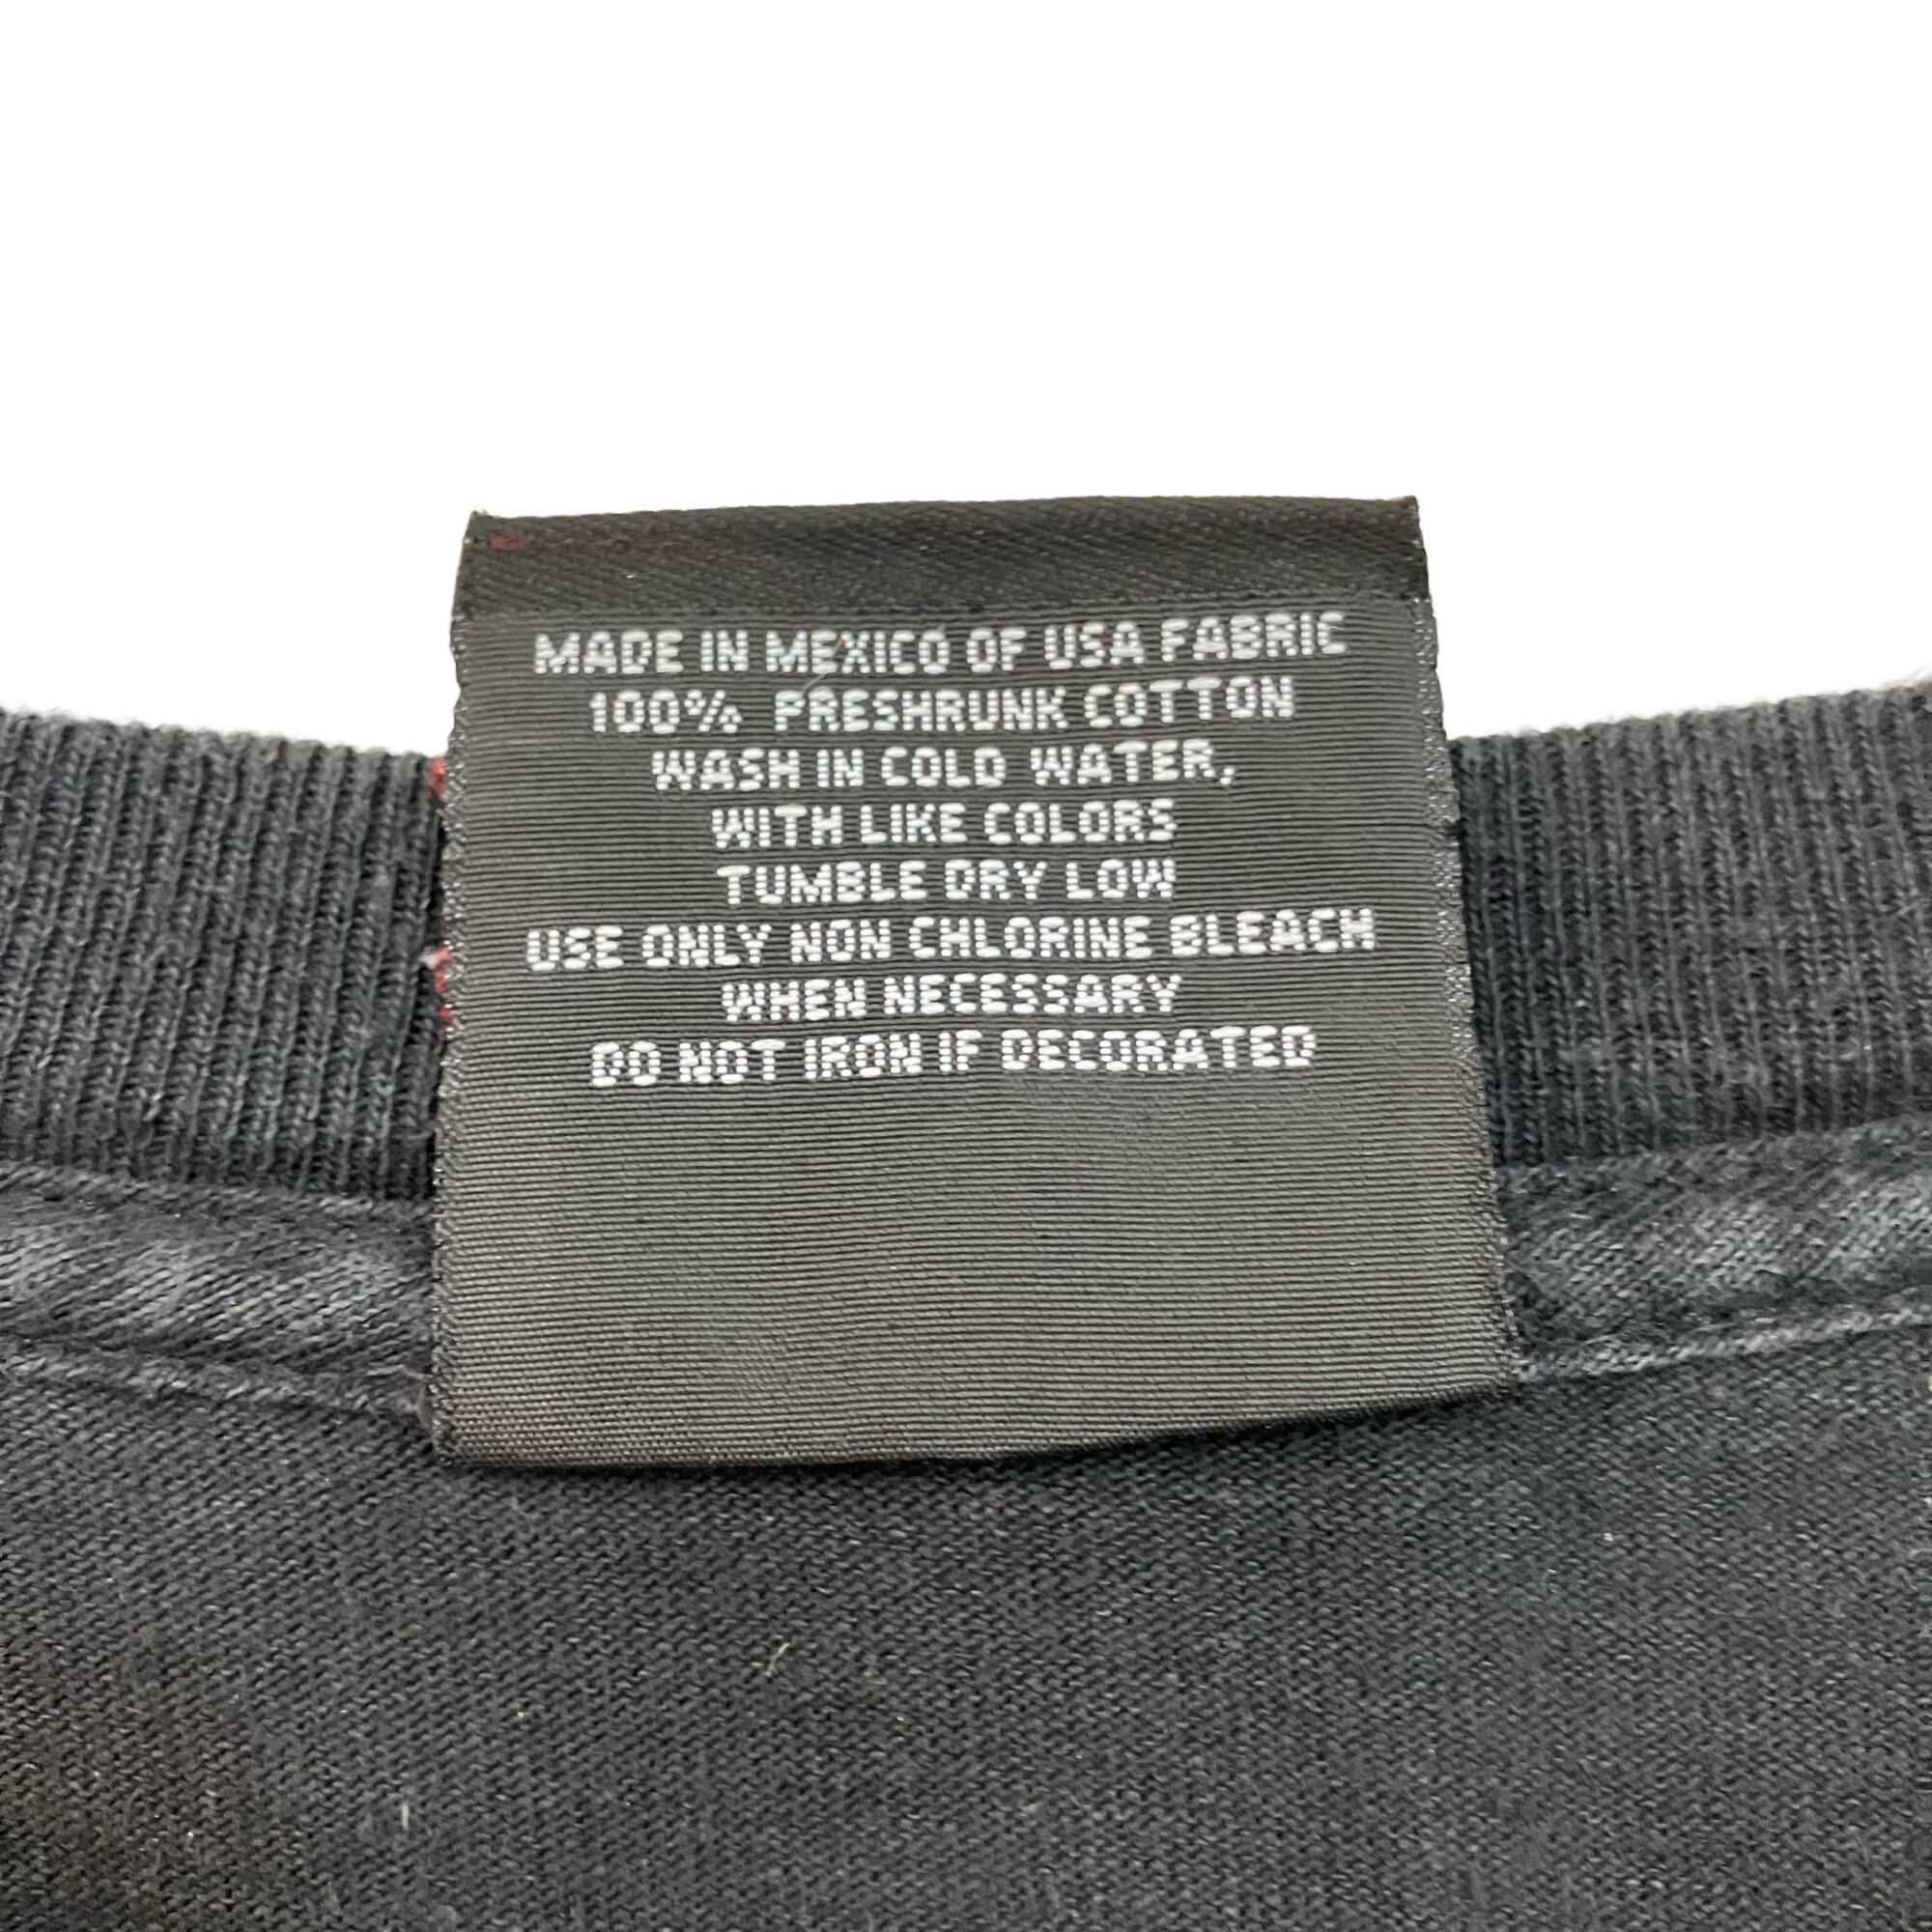 MADE IN MEXICO OF USA FABRIC
100% PRESHRUNK COTTON
WASH IN COLD WATER,
WITH LIKE COLORS
TUMBLE DRY LOW
USE ONLY NON CHLORINE BLEACH
WHEN NECESSARY
DO NOT IRON IF DECORATED